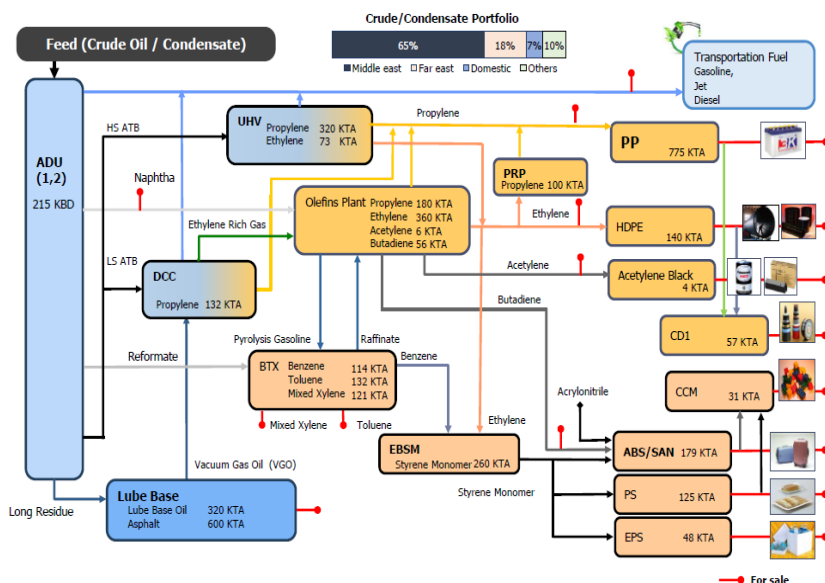 Crude/Condensate Portfolio
65% 18% 7% 10%
Middle east Far east Domestic Others
Feed (Crude Oil / Condensate)
Transportation Fuel
Gasoline,
Jet
Diesel
ADU
(1,2)
215 KBD
HS ATB
UHV
Propylene 320 KTA
Ethylene 73 KTA
Propylene
PP
775 KTA
3K
Naphtha
PRP
Propylene 100 KTA
Olefins Plant
Propylene 180 KTA
Ethylene 360 KTA
Acetylene 6 KTA
Butadiene 56 KTA
Ethylene Rich Gas
Ethylene
HDPE
140 KTA
LS ATB
DCC
Propylene 132 KTA
Acetylene
Acetylene Black
4 KTA
Butadiene
CD1
57 KTA
Pyrolysis Gasoline
Raffinate
Reformate
BTX
Benzene 114 KTA
Toluene 132 KTA
Mixed Xylene 121 KTA
Benzene
CCM
31 KTA
Acrylonitrile
Mixed Xylene
Toluene
Ethylene
EBSM
Styrene Monomer 260 KTA
ABS/SAN 179 KTA
Vacuum Gas Oil (VGO)
Styrene Monomer
PS 125 KTA
Lube Base
Lube Base Oil 320 KTA
Asphalt 600 KTA
Long Residue
EPS 48 KTA
For sale